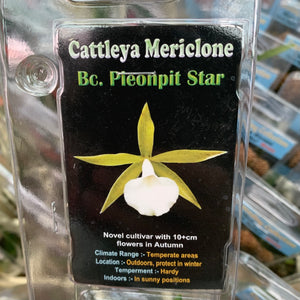 Cattleya Mericlone
Bc. Pleonpit Star
Novel cultivar with 10+cm
flowers in Autumn
Climate Range :- Temperate areas
Location :- Outdoors, protect in winter
Temperment :- Hardy
Indoors :- In sunny positions